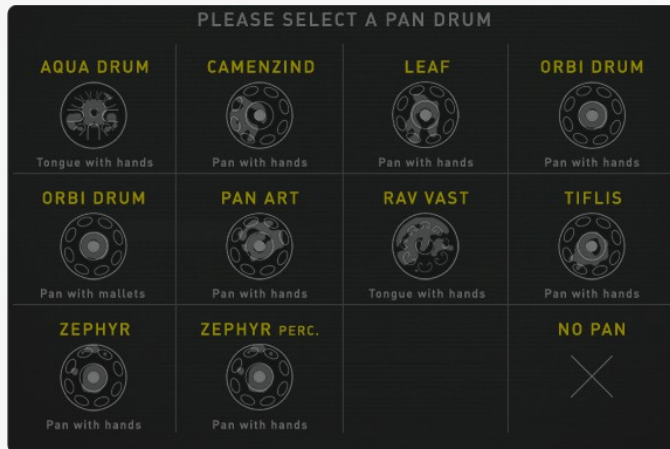 PLEASE SELECT A PAN DRUM
AQUA DRUM
Tongue with hands
CAMENZIND
Pan with hands
LEAF
Pan with hands
ORBI DRUM
Pan with hands
ORBI DRUM
Pan with mallets
PAN ART
Pan with hands
RAV VAST
Tongue with hands
TIFLIS
Pan with hands
ZEPHYR
Pan with hands
ZEPHYR PERC.
Pan with hands
NO PAN